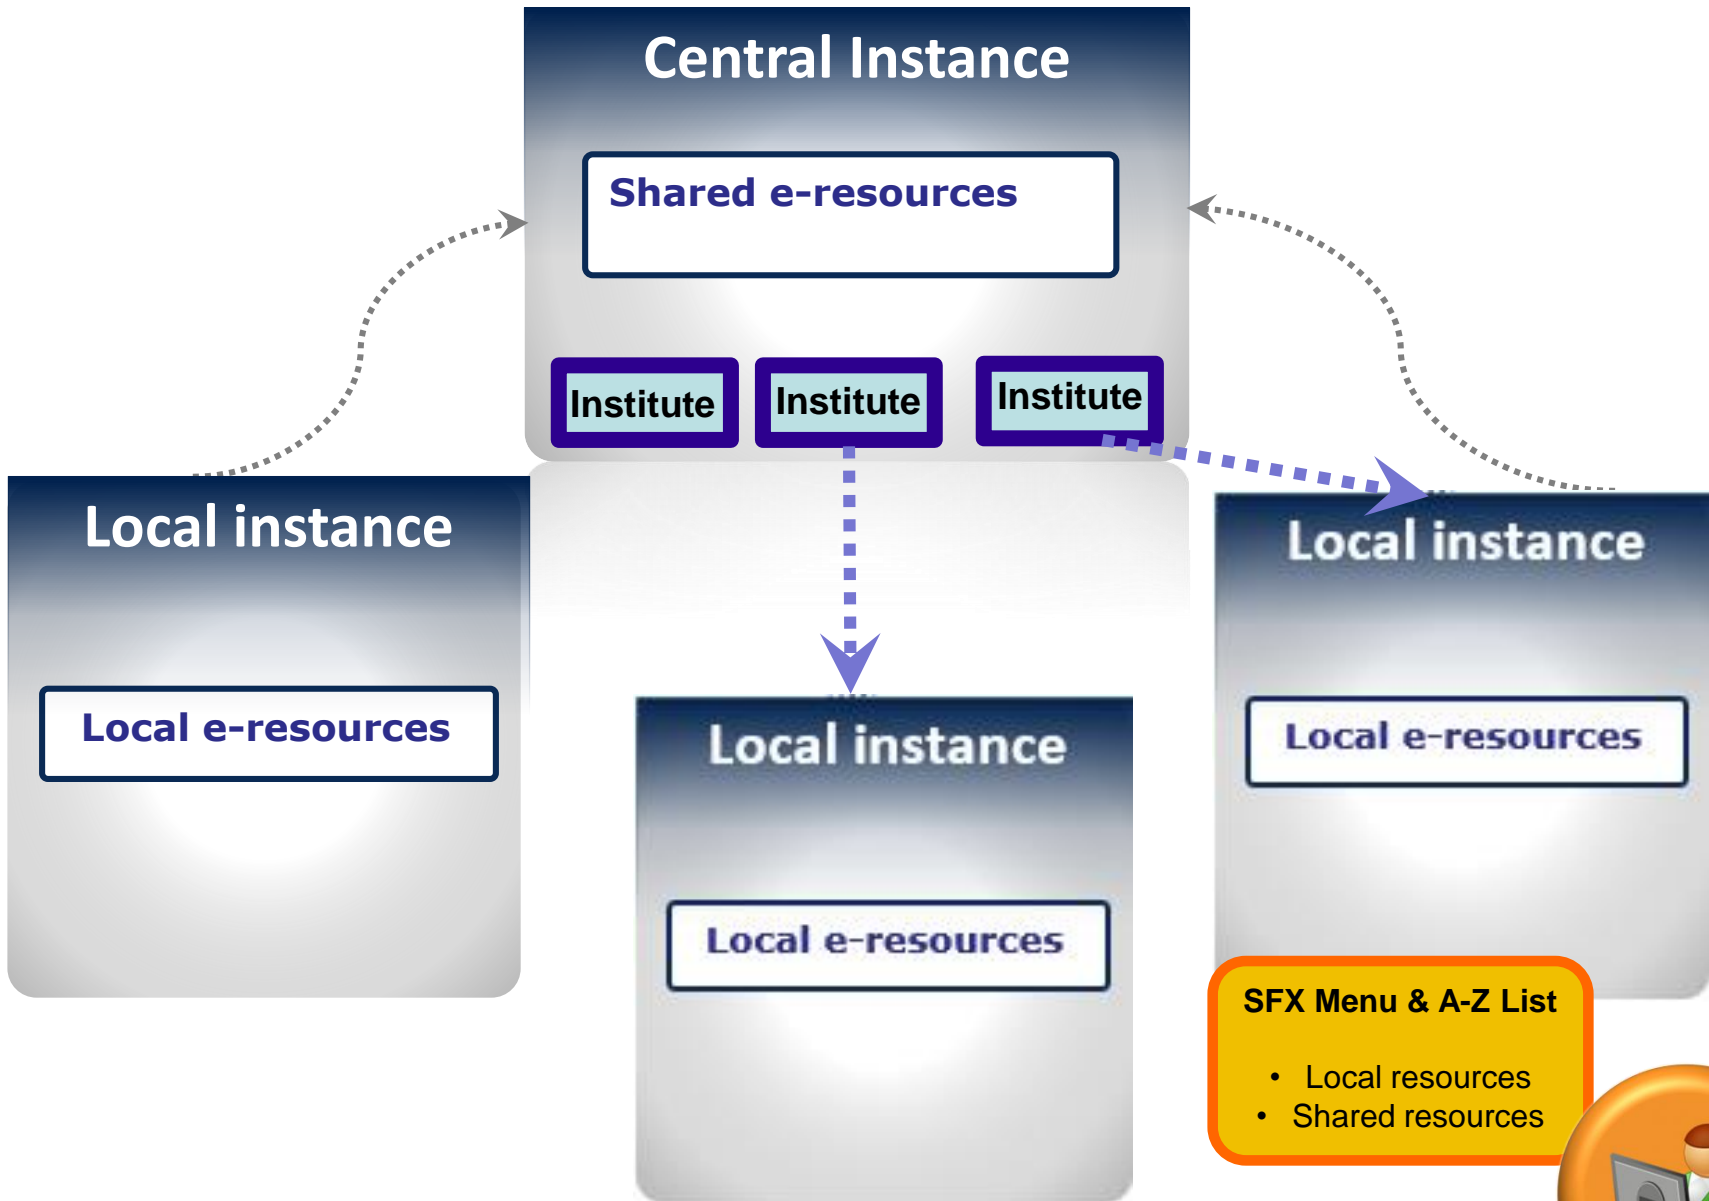 Central Instance
Shared e-resources
Institute
Institute
Institute
Local instance
Local e-resources
Local instance
Local e-resources
Local instance
Local e-resources
SFX Menu & A-Z List
• Local resources
• Shared resources